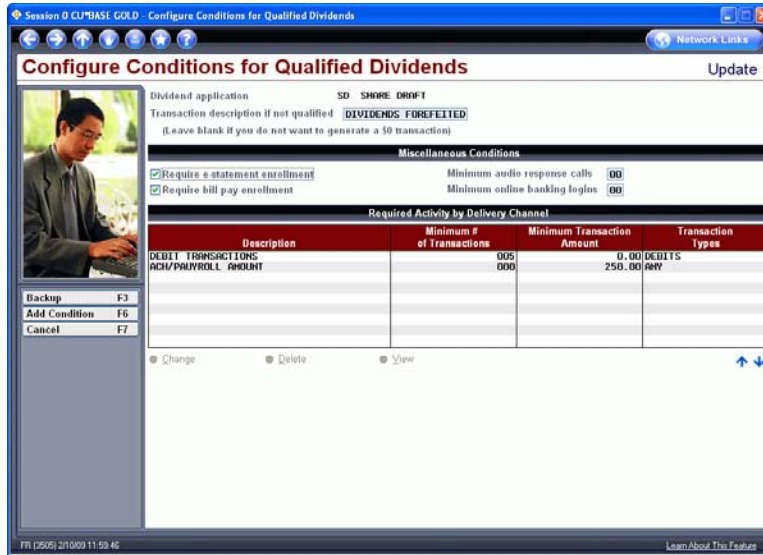 Session 0 CU*BASE GOLD - Configure Conditions for Qualified Dividends
Network Links
Configure Conditions for Qualified Dividends
Update
Dividend application SD SHARE DRAFT
Transaction description if not qualified DIVIDENDS FOREFEITED
(Leave blank if you do not want to generate a $0 transaction)
Miscellaneous Conditions
Require e-statement enrollment Minimum audio response calls 00
Require bill pay enrollment Minimum online banking logins 00
Required Activity by Delivery Channel
Description Minimum # of Transactions Minimum Transaction Amount Transaction Types
DEBIT TRANSACTIONS 005 0.00 DEBITS
ACH/PAUYROLL AMOUNT 000 250.00 ANY
Backup F3
Add Condition F6
Cancel F7
Change Delete View
FR (3505) 2/10/09 11:59:46
Learn About This Feature